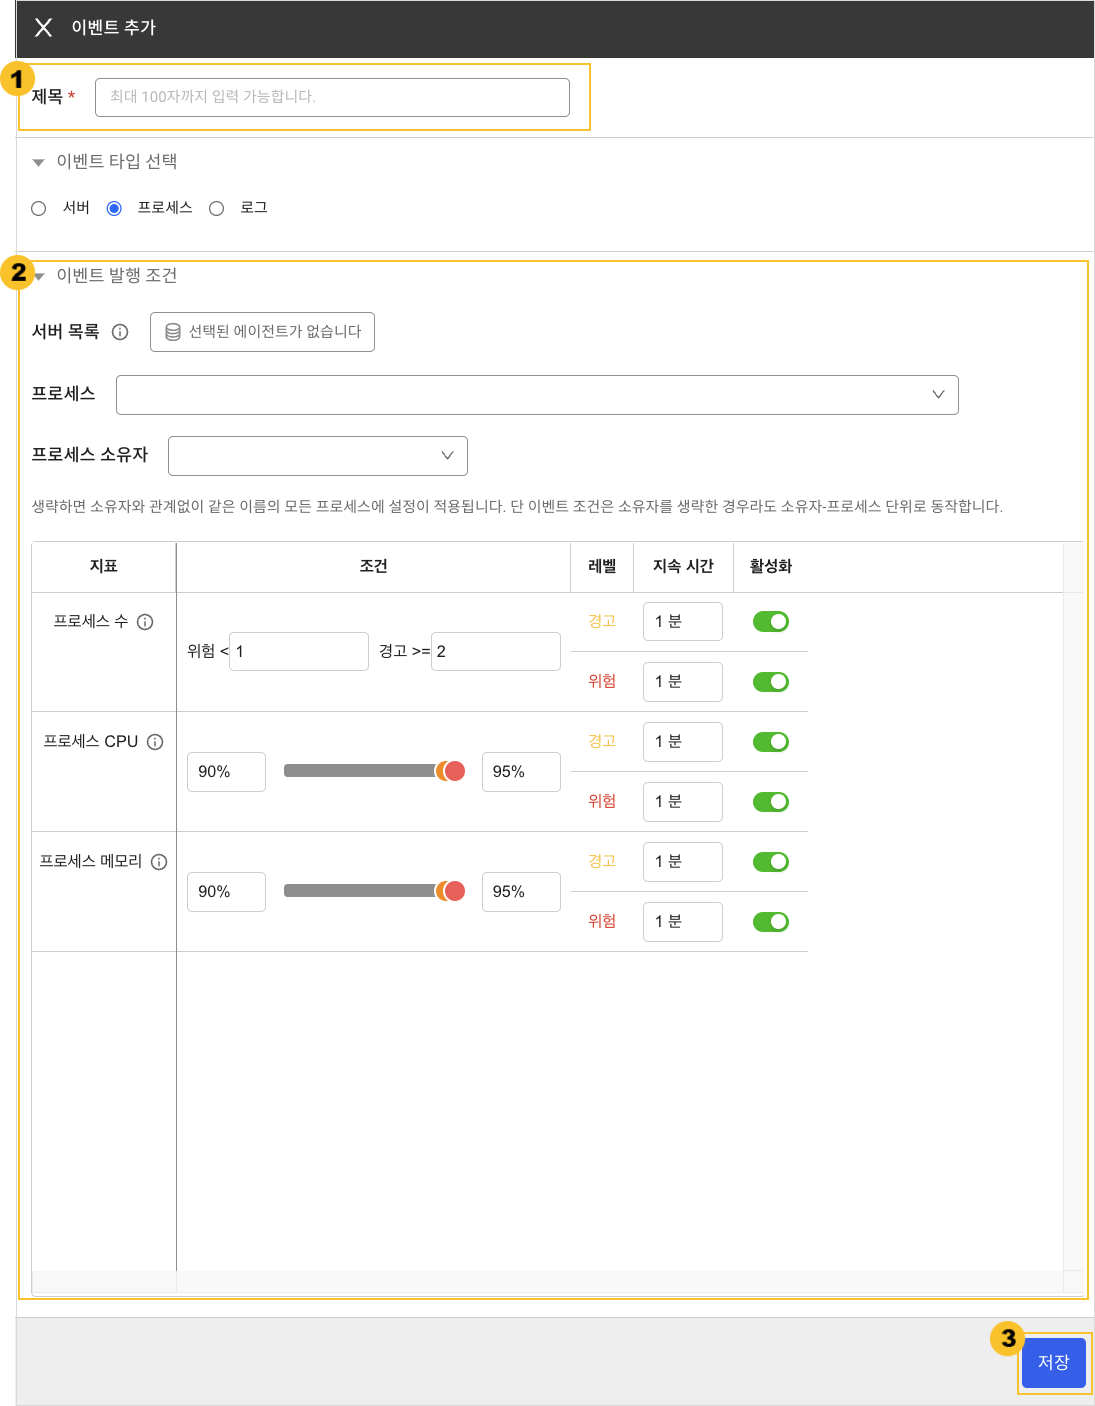 이벤트 추가
1
제목 *
최대 100자까지 입력 가능합니다.
이벤트 타입 선택
서버 프로세스 로그
2
이벤트 발행 조건
서버 목록 선택된 에이전트가 없습니다
프로세스
프로세스 소유자
생략하면 소유자와 관계없이 같은 이름의 모든 프로세스에 설정이 적용됩니다. 단 이벤트 조건은 소유자를 생략한 경우라도 소유자-프로세스 단위로 동작합니다.
지표 조건 레벨 지속 시간 활성화
프로세스 수 위험 < 1 경고 >= 2
경고 1 분
위험 1 분
프로세스 CPU 90% 95%
경고 1 분
위험 1 분
프로세스 메모리 90% 95%
경고 1 분
위험 1 분
3
저장